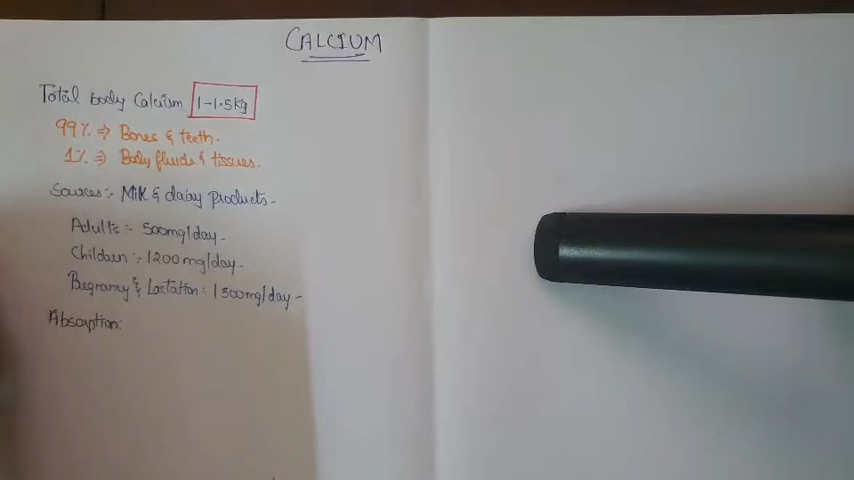 CALCIUM
Total body Calcium 1-1.5kg
99% => Bones & teeth.
1% => Body fluids & tissues.
Sources:- Milk & dairy products.
Adults:- 500mg/day.
Children:- 1200mg/day.
Pregnancy & Lactation: 1500mg/day-
Absorption: